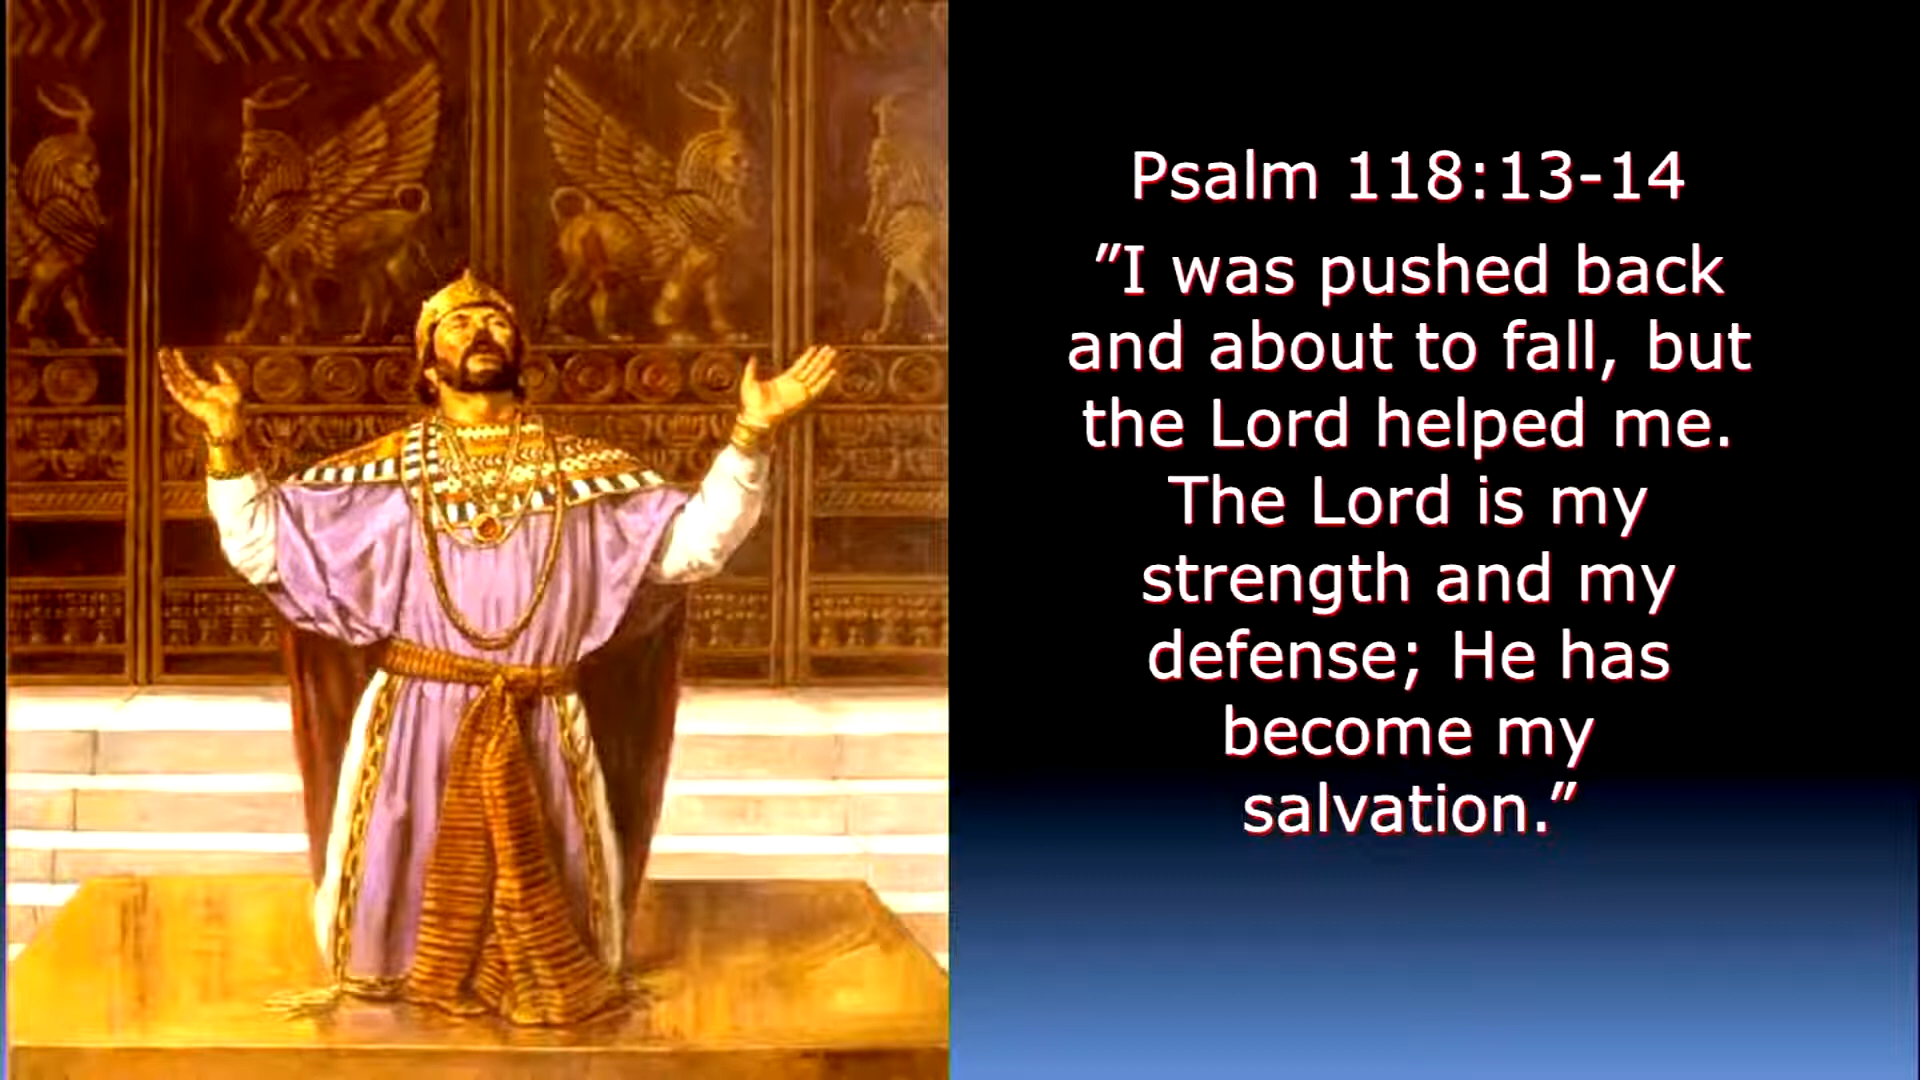 Psalm 118:13-14
”I was pushed back
and about to fall, but
the Lord helped me.
The Lord is my
strength and my
defense; He has
become my
salvation.”